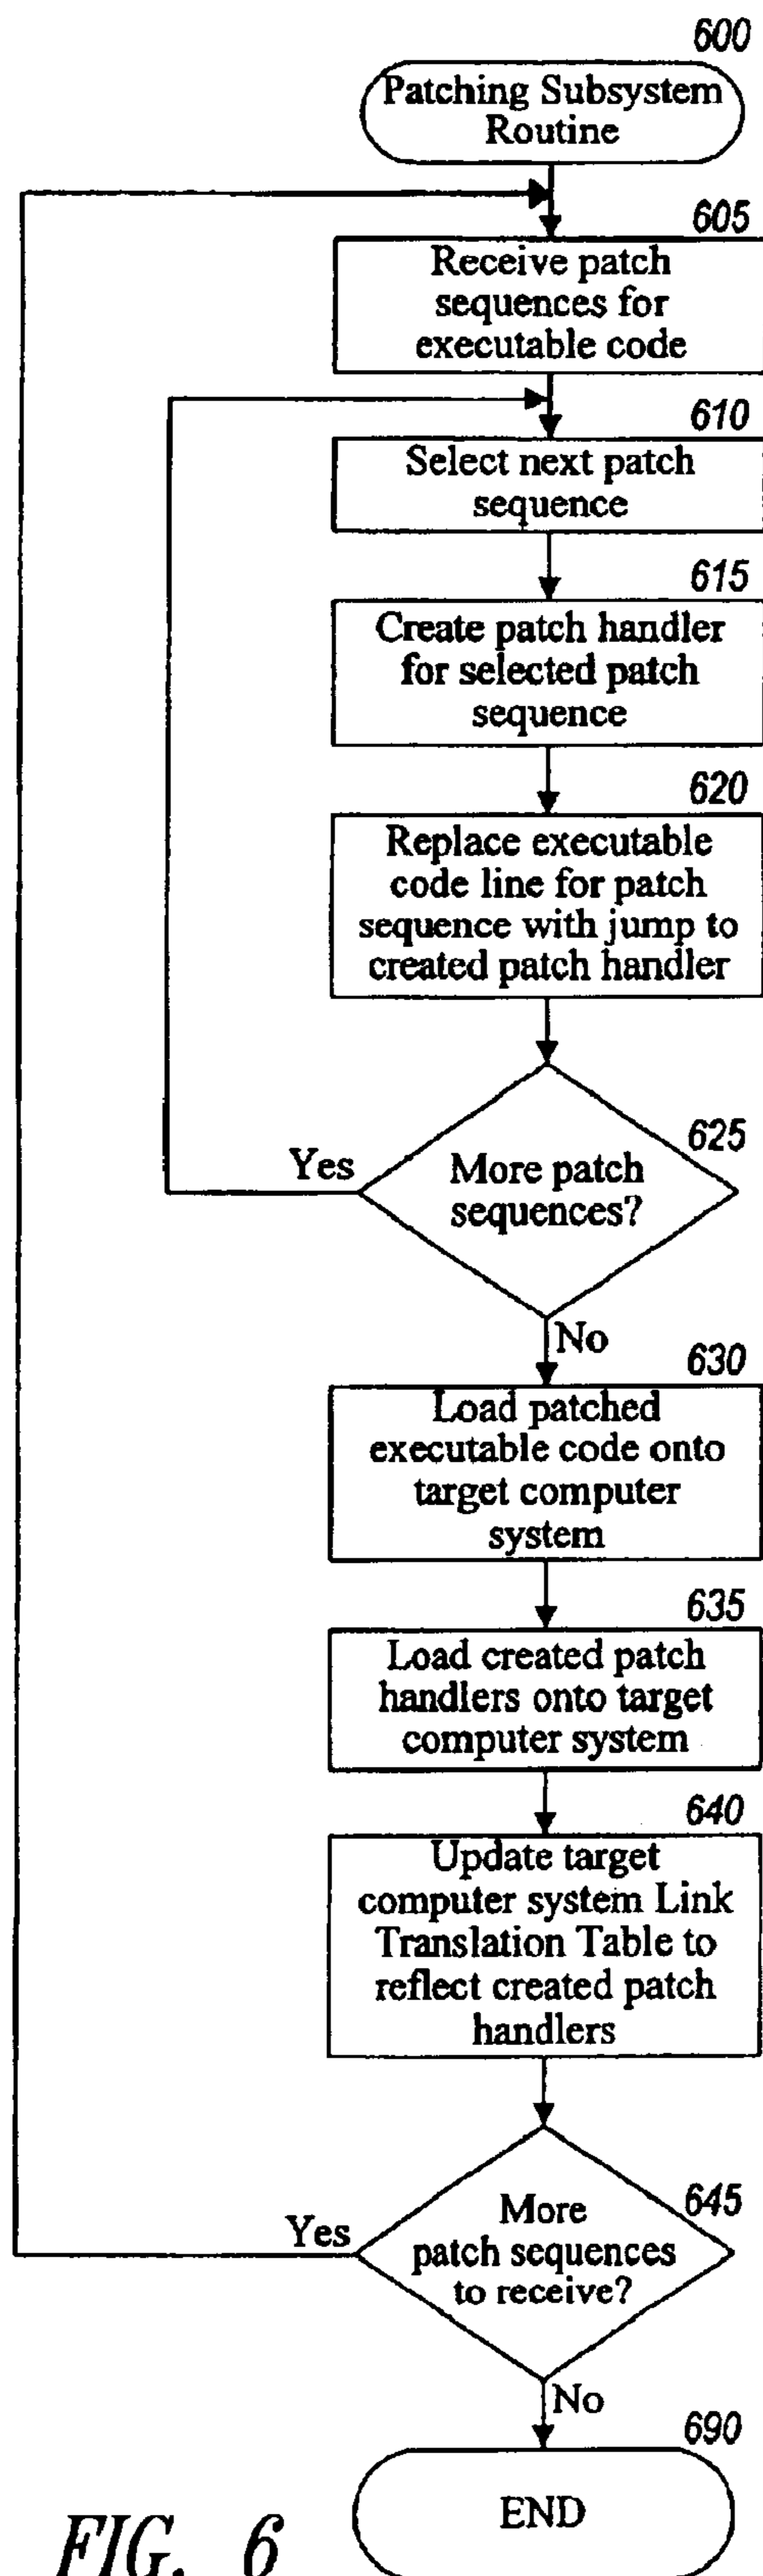 600
Patching Subsystem
Routine
605
Receive patch
sequences for
executable code
610
Select next patch
sequence
615
Create patch handler
for selected patch
sequence
620
Replace executable
code line for patch
sequence with jump to
created patch handler
625
Yes
More patch
sequences?
No
630
Load patched
executable code onto
target computer
system
635
Load created patch
handlers onto target
computer system
640
Update target
computer system Link
Translation Table to
reflect created patch
handlers
645
Yes
More
patch sequences
to receive?
No
690
END
FIG. 6